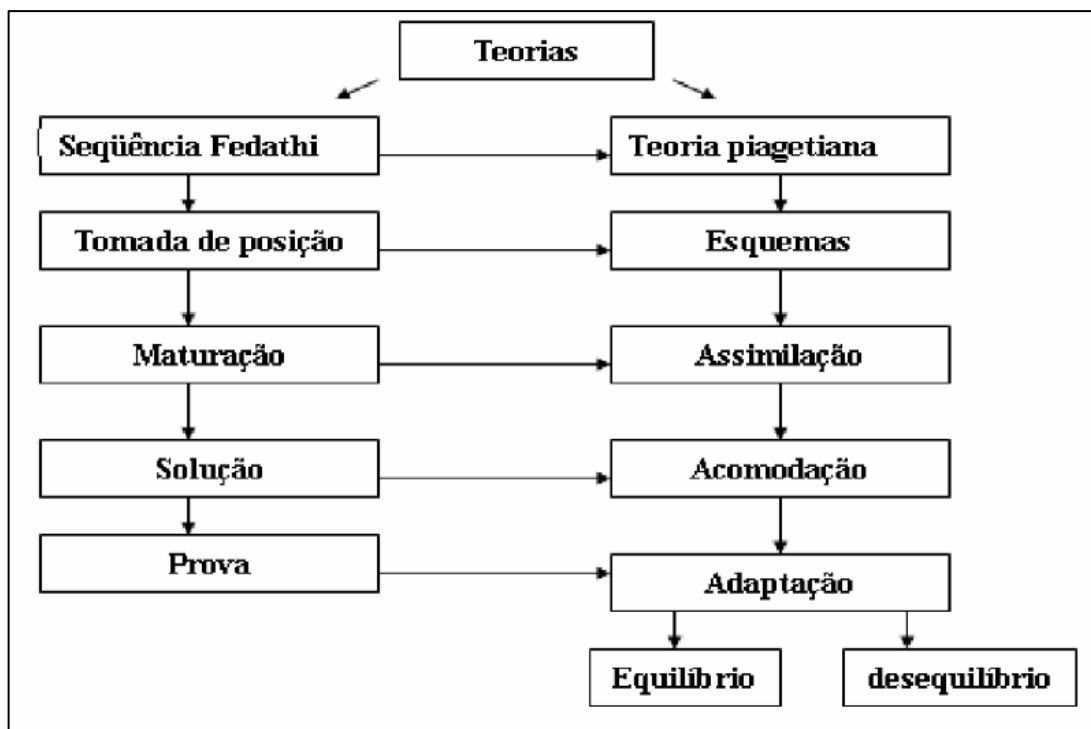 Teorias
Seqüência Fedathi
Teoria piagetiana
Tomada de posição
Esquemas
Maturação
Assimilação
Solução
Acomodação
Prova
Adaptação
Equilíbrio
desequilíbrio